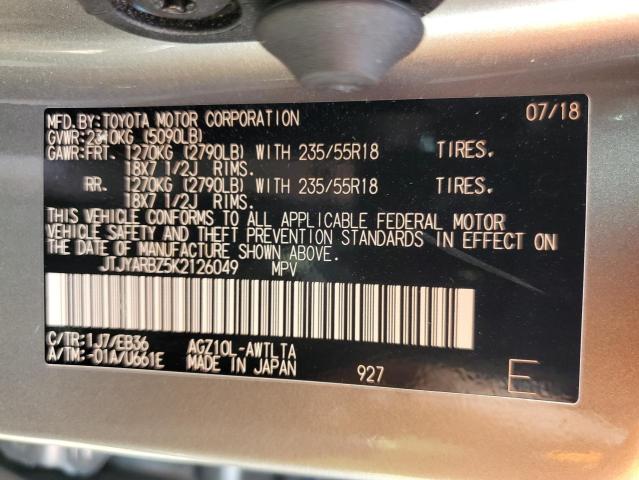 MFD. BY:TOYOTA MOTOR CORPORATION 07/18
GVWR:2310KG (5090LB)
GAWR:FRT. 1270KG (2790LB) WITH 235/55R18 TIRES.
18X7 1/2J RIMS.
RR. 1270KG (2790LB) WITH 235/55R18 TIRES.
18X7 1/2J RIMS.
THIS VEHICLE CONFORMS TO ALL APPLICABLE FEDERAL MOTOR
VEHICLE SAFETY AND THEFT PREVENTION STANDARDS IN EFFECT ON
THE DATE OF MANUFACTURE SHOWN ABOVE.
JTJYARBZ5K2126049 MPV
C/TR:1J7/EB36 AGZ10L-AWTLTA
A/TM:-01A/U661E MADE IN JAPAN 927 E